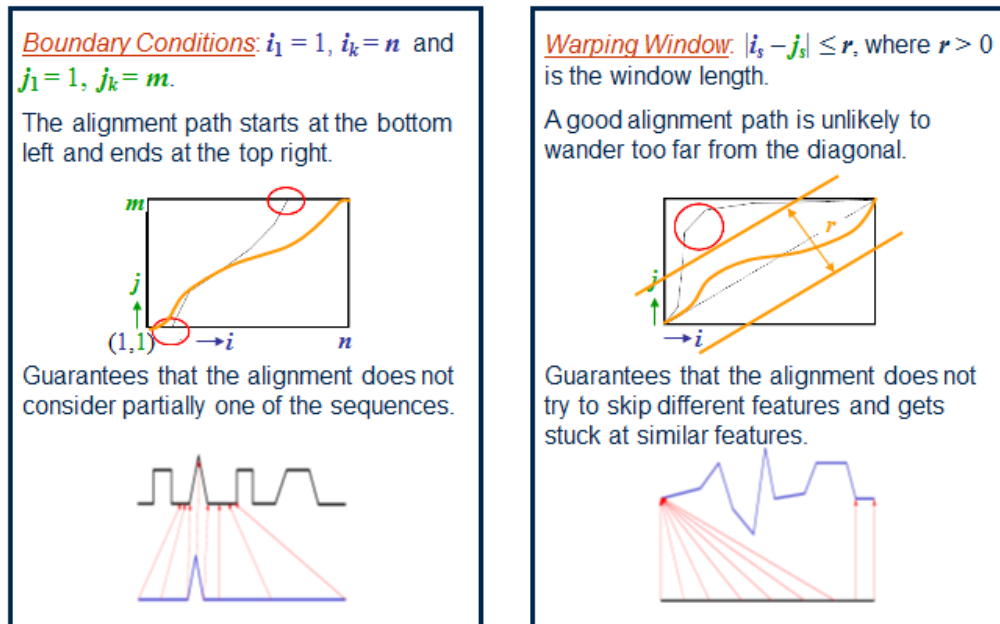 Boundary Conditions: i₁ = 1, iₖ = n and
j₁ = 1, jₖ = m.
The alignment path starts at the bottom
left and ends at the top right.
m
j
(1,1)
i
n
Guarantees that the alignment does not
consider partially one of the sequences.
Warping Window: |iₛ – jₛ| ≤ r, where r > 0
is the window length.
A good alignment path is unlikely to
wander too far from the diagonal.
r
j
i
Guarantees that the alignment does not
try to skip different features and gets
stuck at similar features.